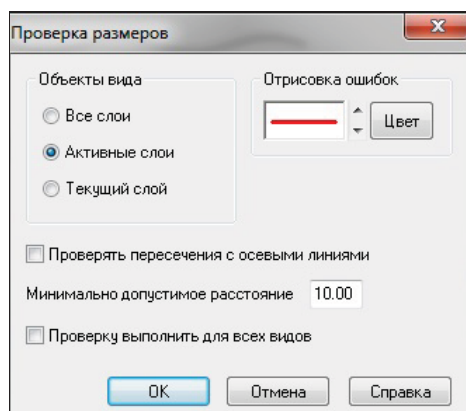 Проверка размеров
Объекты вида
Отрисовка ошибок
Все слои
Цвет
Активные слои
Текущий слой
Проверять пересечения с осевыми линиями
Минимально допустимое расстояние 10.00
Проверку выполнить для всех видов
OK Отмена Справка